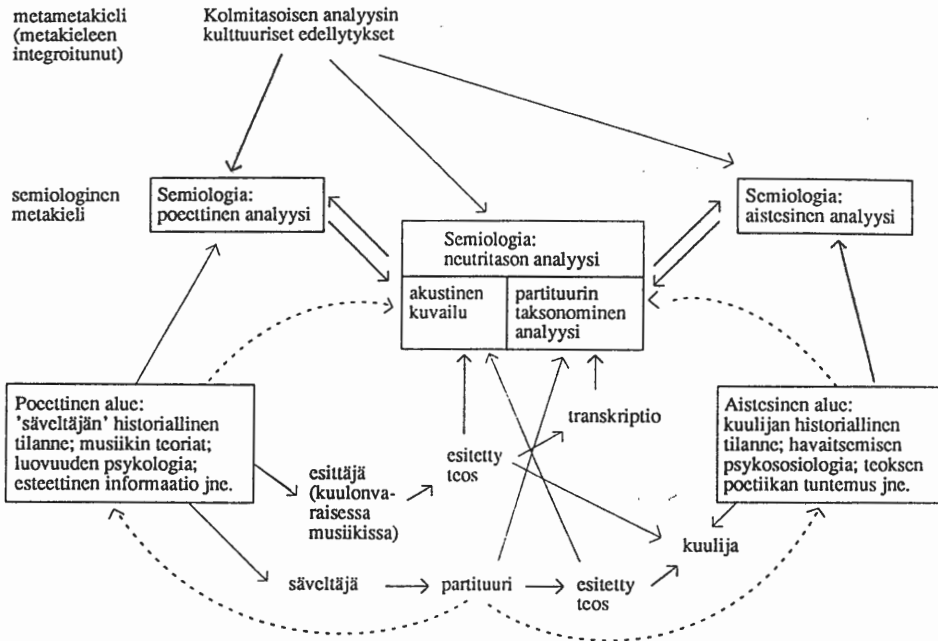 metametakieli
(metakieleen
integroitunut)
Kolmitasoisen analyysin
kulttuuriset edellytykset
semiologinen
metakieli
Semiologia:
poeettinen analyysi
Semiologia:
neutritason analyysi
akustinen
kuvailu
partituurin
taksonominen
analyysi
Semiologia:
aistesinen analyysi
Poeettinen alue:
'säveltäjän' historiallinen
tilanne; musiikin teoriat;
luovuuden psykologia;
esteettinen informaatio jne.
esittäjä
(kuulonva-
raisessa
musiikissa)
esitetty
teos
transkriptio
Aistesinen alue:
kuulijan historiallinen
tilanne; havaitsemisen
psykososiologia; teoksen
poetiikan tuntemus jne.
kuulija
säveltäjä
partituuri
esitetty
teos